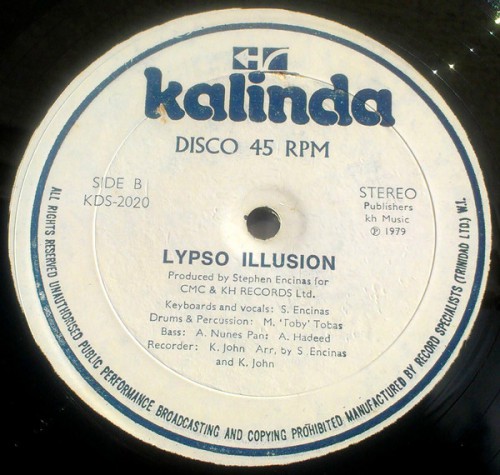 KH
kalinda
DISCO 45 RPM
SIDE B
KDS-2020
STEREO
Publishers
kh Music
℗ 1979
LYPSO ILLUSION
Produced by Stephen Encinas for
CMC & KH RECORDS Ltd.
Keyboards and vocals: S. Encinas
Drums & Percussion: M. 'Toby' Tobas
Bass: A. Nunes Pan: A. Hadeed
Recorder: K. John Arr, by S Encinas
and K. John
ALL RIGHTS RESERVED UNAUTHORISED PUBLIC PERFORMANCE BROADCASTING AND COPYING PROHIBITED MANUFACTURED BY RECORD SPECIALISTS (TRINIDAD LTD.) W.I.